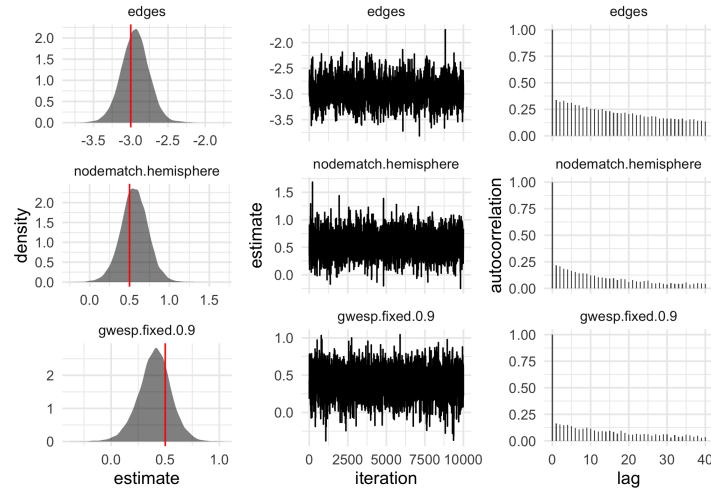 edges
2.0
1.5
1.0
0.5
0.0
-3.5 -3.0 -2.5 -2.0
nodematch.hemisphere
2.0
1.5
1.0
0.5
0.0
0.0 0.5 1.0 1.5
gwesp.fixed.0.9
2
1
0
0.0 0.5 1.0
density
estimate
edges
-2.0
-2.5
-3.0
-3.5
nodematch.hemisphere
1.5
1.0
0.5
0.0
gwesp.fixed.0.9
1.0
0.5
0.0
0 2500 5000 7500 10000
estimate
iteration
edges
1.00
0.75
0.50
0.25
0.00
nodematch.hemisphere
1.00
0.75
0.50
0.25
0.00
gwesp.fixed.0.9
1.00
0.75
0.50
0.25
0.00
0 10 20 30 40
autocorrelation
lag